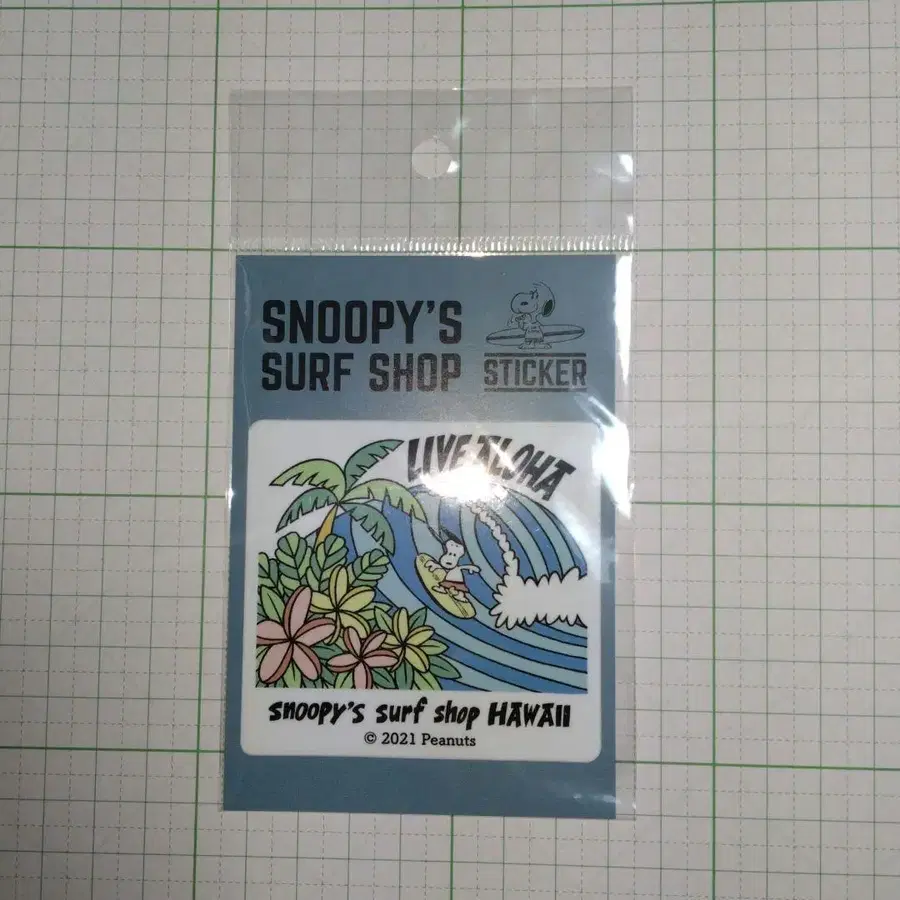 SNOOPY'S
SURF SHOP
STICKER
LIVE ALOHA
snoopy's surf shop HAWAII
© 2021 Peanuts